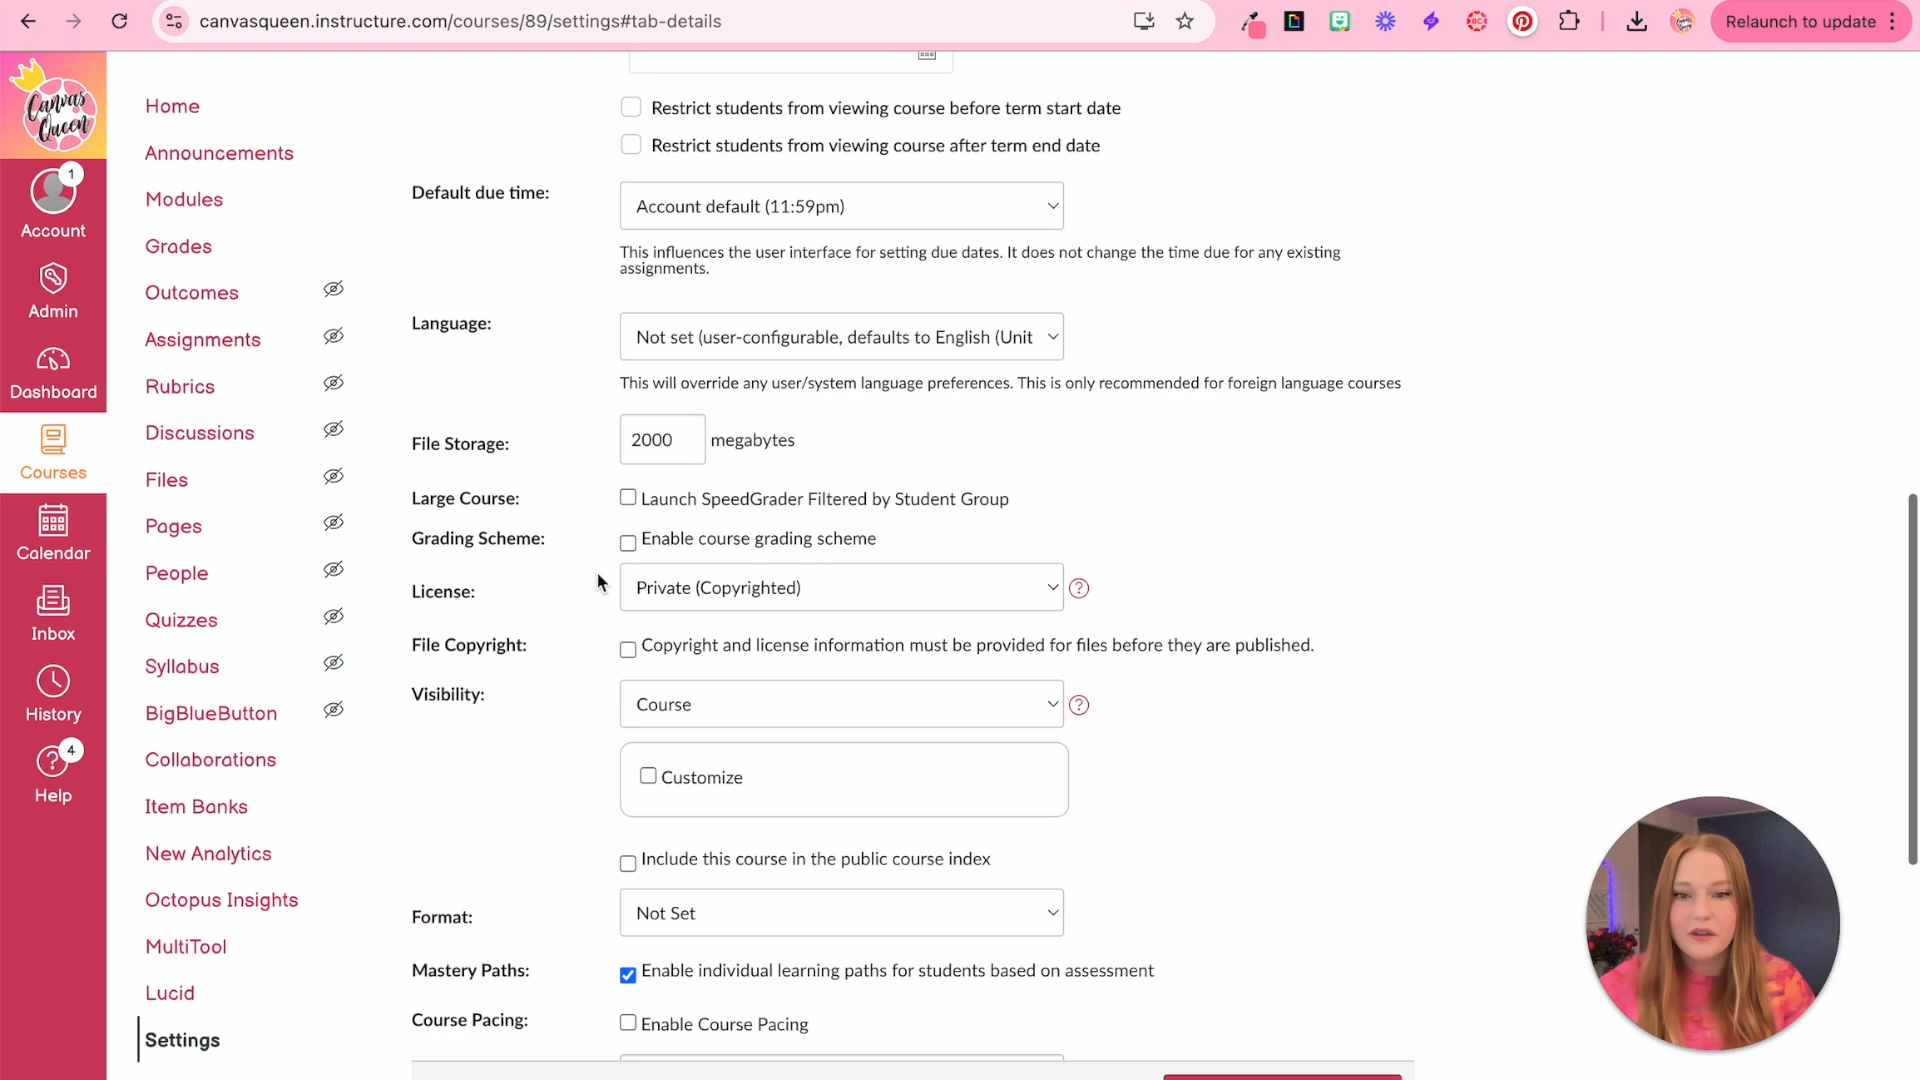 canvasqueen.instructure.com/courses/89/settings#tab-details
Relaunch to update
Canvas Queen
1
Account
Admin
Dashboard
Courses
Calendar
Inbox
History
4
Help
Home
Announcements
Modules
Grades
Outcomes
Assignments
Rubrics
Discussions
Files
Pages
People
Quizzes
Syllabus
BigBlueButton
Collaborations
Item Banks
New Analytics
Octopus Insights
MultiTool
Lucid
Settings
Restrict students from viewing course before term start date
Restrict students from viewing course after term end date
Default due time:
Account default (11:59pm)
This influences the user interface for setting due dates. It does not change the time due for any existing
assignments.
Language:
Not set (user-configurable, defaults to English (Unit
This will override any user/system language preferences. This is only recommended for foreign language courses
File Storage:
2000 megabytes
Large Course:
Launch SpeedGrader Filtered by Student Group
Grading Scheme:
Enable course grading scheme
License:
Private (Copyrighted)
File Copyright:
Copyright and license information must be provided for files before they are published.
Visibility:
Course
Customize
Include this course in the public course index
Format:
Not Set
Mastery Paths:
Enable individual learning paths for students based on assessment
Course Pacing:
Enable Course Pacing